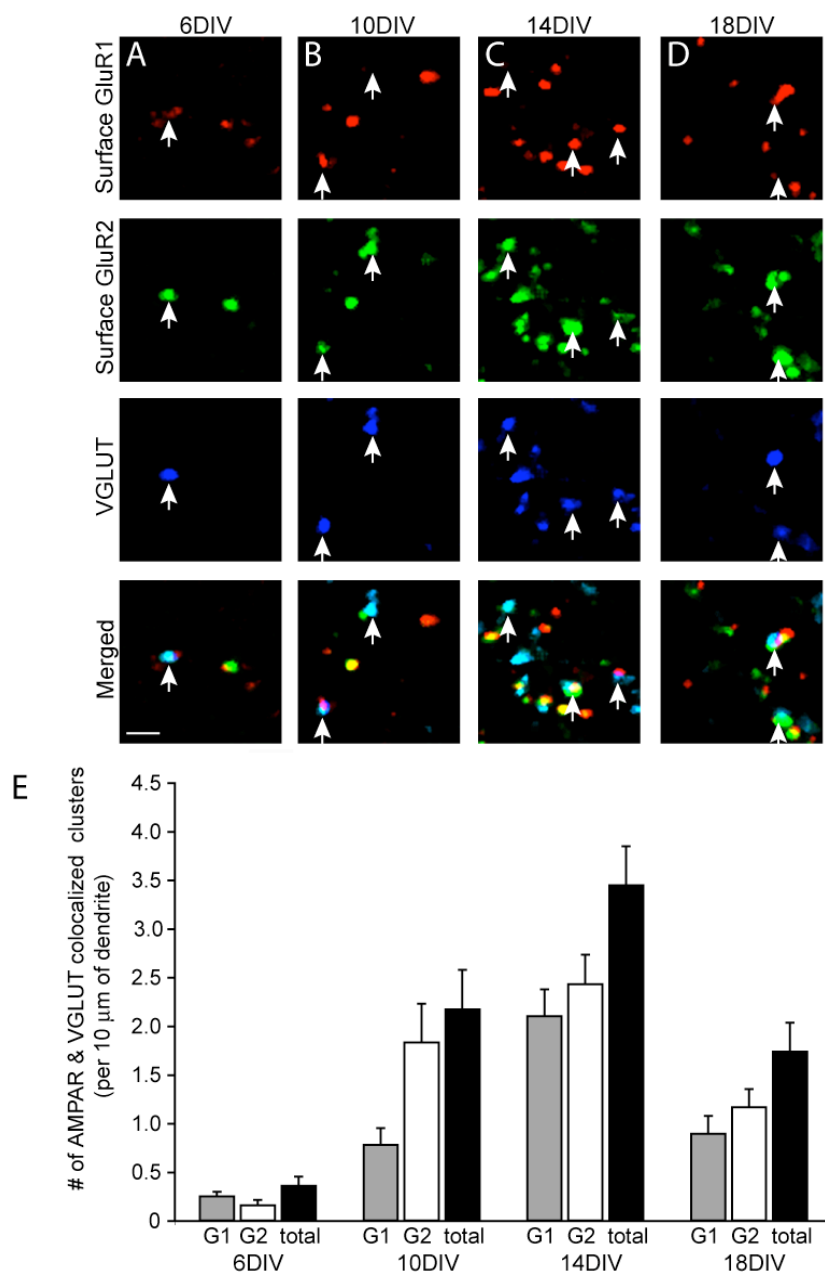 6DIV 10DIV 14DIV 18DIV
A B C D
Surface GluR1
Surface GluR2
VGLUT
Merged
E
# of AMPAR & VGLUT colocalized clusters
(per 10 µm of dendrite)
4.5
4.0
3.5
3.0
2.5
2.0
1.5
1.0
0.5
0
G1 G2 total G1 G2 total G1 G2 total G1 G2 total
6DIV 10DIV 14DIV 18DIV